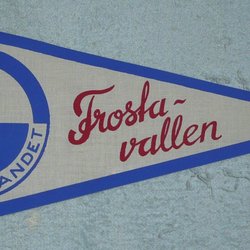 Frosta-
vallen
ANDET